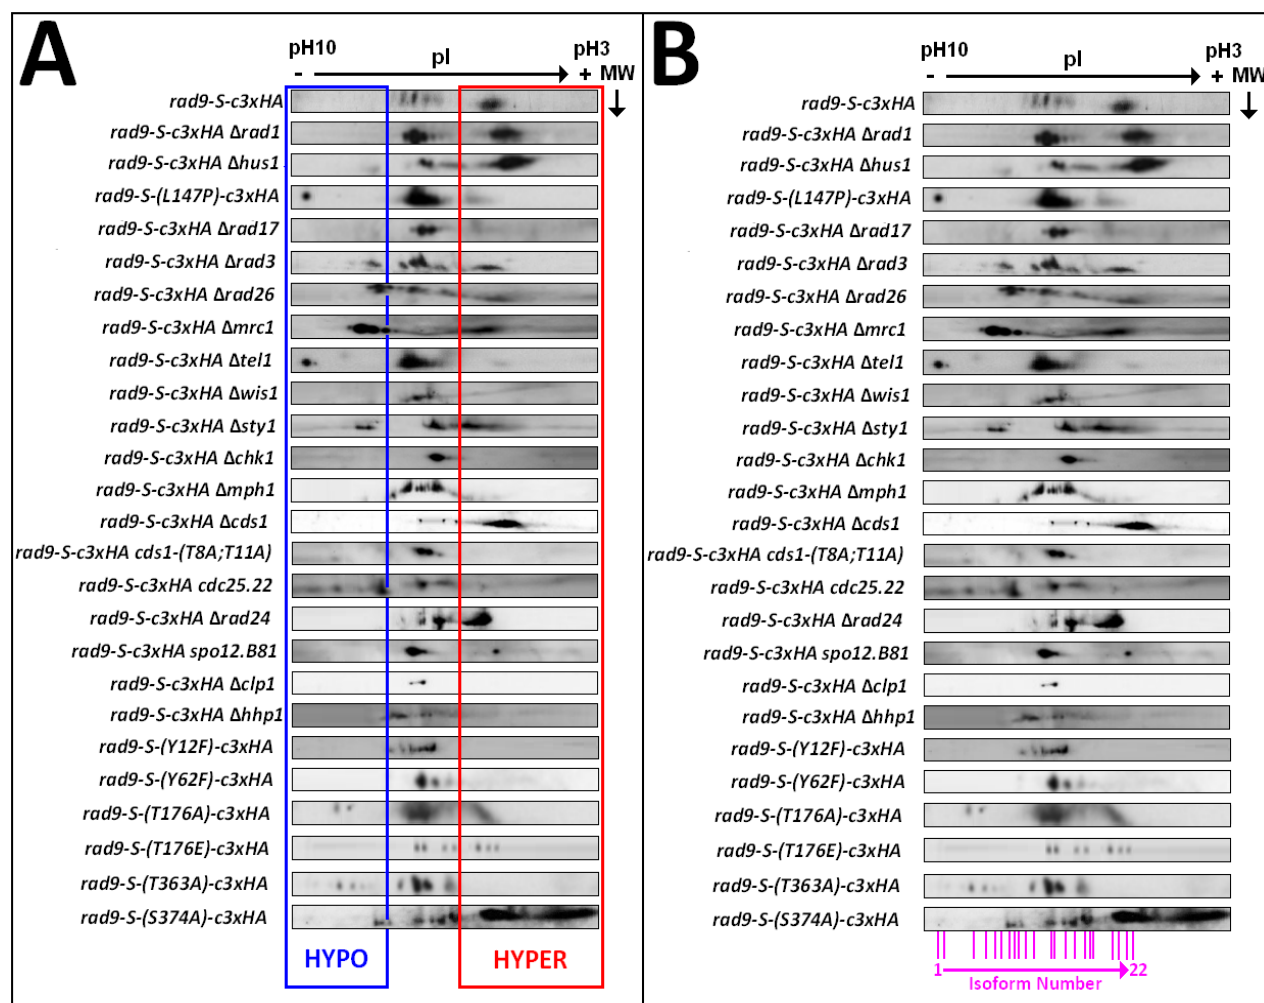 A
pH10 pI pH3
- + MW
rad9-S-c3xHA
rad9-S-c3xHA Δrad1
rad9-S-c3xHA Δhus1
rad9-S-(L147P)-c3xHA
rad9-S-c3xHA Δrad17
rad9-S-c3xHA Δrad3
rad9-S-c3xHA Δrad26
rad9-S-c3xHA Δmrc1
rad9-S-c3xHA Δtel1
rad9-S-c3xHA Δwis1
rad9-S-c3xHA Δsty1
rad9-S-c3xHA Δchk1
rad9-S-c3xHA Δmph1
rad9-S-c3xHA Δcds1
rad9-S-c3xHA cds1-(T8A;T11A)
rad9-S-c3xHA cdc25.22
rad9-S-c3xHA Δrad24
rad9-S-c3xHA spo12.B81
rad9-S-c3xHA Δclp1
rad9-S-c3xHA Δhhp1
rad9-S-(Y12F)-c3xHA
rad9-S-(Y62F)-c3xHA
rad9-S-(T176A)-c3xHA
rad9-S-(T176E)-c3xHA
rad9-S-(T363A)-c3xHA
rad9-S-(S374A)-c3xHA
HYPO HYPER
B
pH10 pI pH3
- + MW
rad9-S-c3xHA
rad9-S-c3xHA Δrad1
rad9-S-c3xHA Δhus1
rad9-S-(L147P)-c3xHA
rad9-S-c3xHA Δrad17
rad9-S-c3xHA Δrad3
rad9-S-c3xHA Δrad26
rad9-S-c3xHA Δmrc1
rad9-S-c3xHA Δtel1
rad9-S-c3xHA Δwis1
rad9-S-c3xHA Δsty1
rad9-S-c3xHA Δchk1
rad9-S-c3xHA Δmph1
rad9-S-c3xHA Δcds1
rad9-S-c3xHA cds1-(T8A;T11A)
rad9-S-c3xHA cdc25.22
rad9-S-c3xHA Δrad24
rad9-S-c3xHA spo12.B81
rad9-S-c3xHA Δclp1
rad9-S-c3xHA Δhhp1
rad9-S-(Y12F)-c3xHA
rad9-S-(Y62F)-c3xHA
rad9-S-(T176A)-c3xHA
rad9-S-(T176E)-c3xHA
rad9-S-(T363A)-c3xHA
rad9-S-(S374A)-c3xHA
1 22
Isoform Number